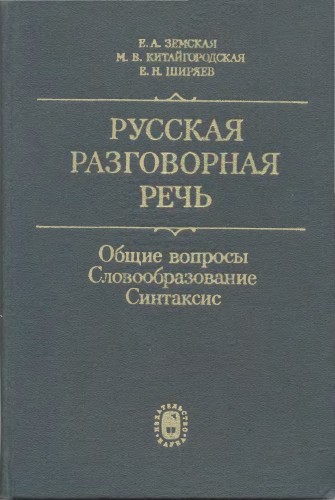 Е. А. ЗЕМСКАЯ
М. В. КИТАЙГОРОДСКАЯ
Е. Н. ШИРЯЕВ
РУССКАЯ
РАЗГОВОРНАЯ
РЕЧЬ
Общие вопросы
Словообразование
Синтаксис
ИЗДАТЕЛЬСТВО
НАУКА